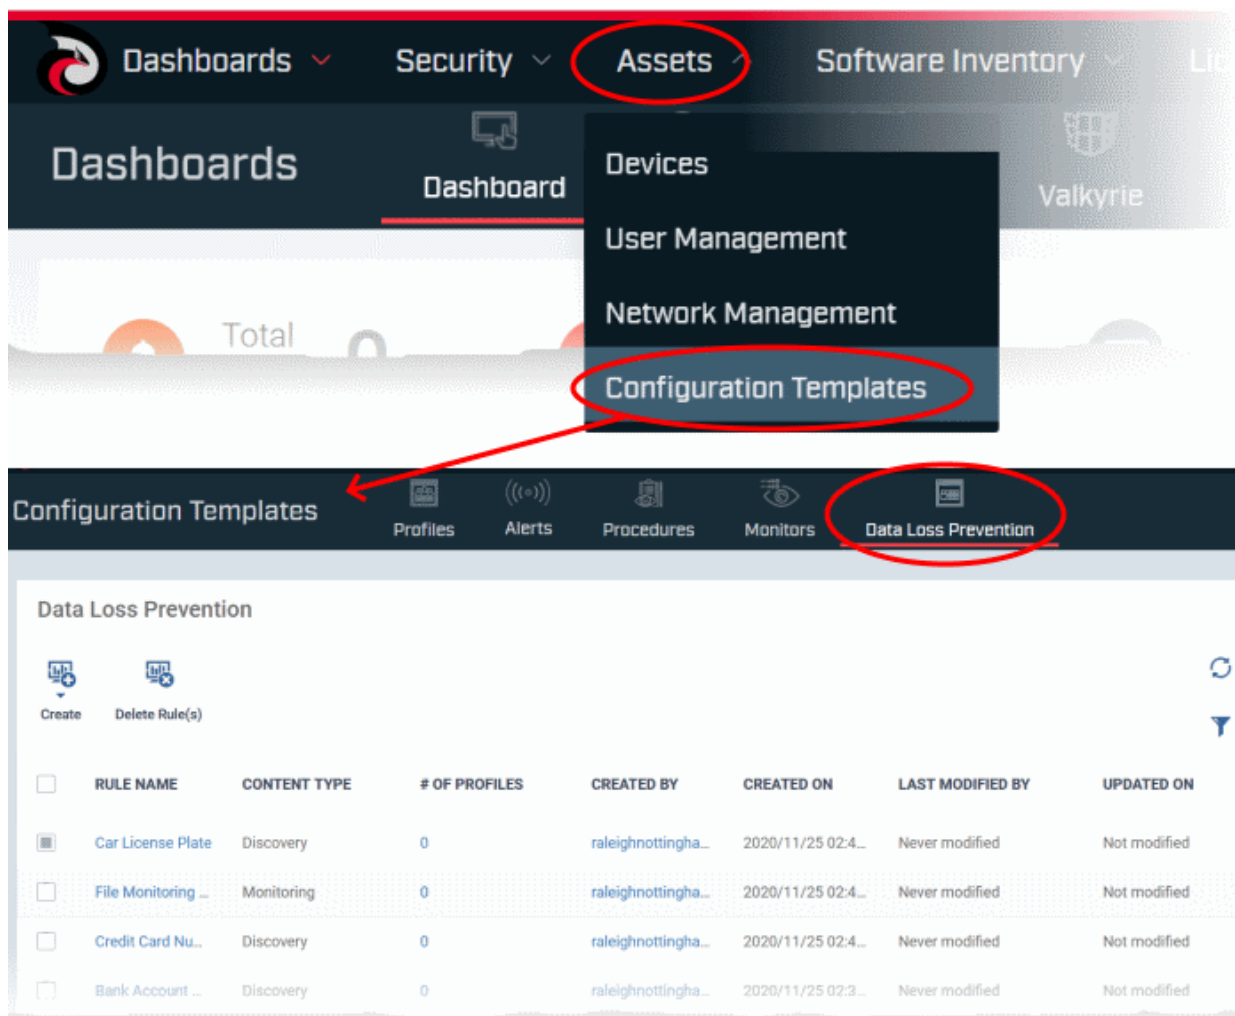 Dashboards Security Assets Software Inventory Lic
Dashboards Dashboard Valkyrie
Devices
User Management
Network Management
Configuration Templates
Total 0
Configuration Templates Profiles Alerts Procedures Monitors Data Loss Prevention
Data Loss Prevention
Create Delete Rule(s)
RULE NAME CONTENT TYPE # OF PROFILES CREATED BY CREATED ON LAST MODIFIED BY UPDATED ON
Car License Plate Discovery 0 raleighnottingha... 2020/11/25 02:4... Never modified Not modified
File Monitoring ... Monitoring 0 raleighnottingha... 2020/11/25 02:4... Never modified Not modified
Credit Card Nu... Discovery 0 raleighnottingha... 2020/11/25 02:4... Never modified Not modified
Bank Account ... Discovery 0 raleighnottingha... 2020/11/25 02:3... Never modified Not modified